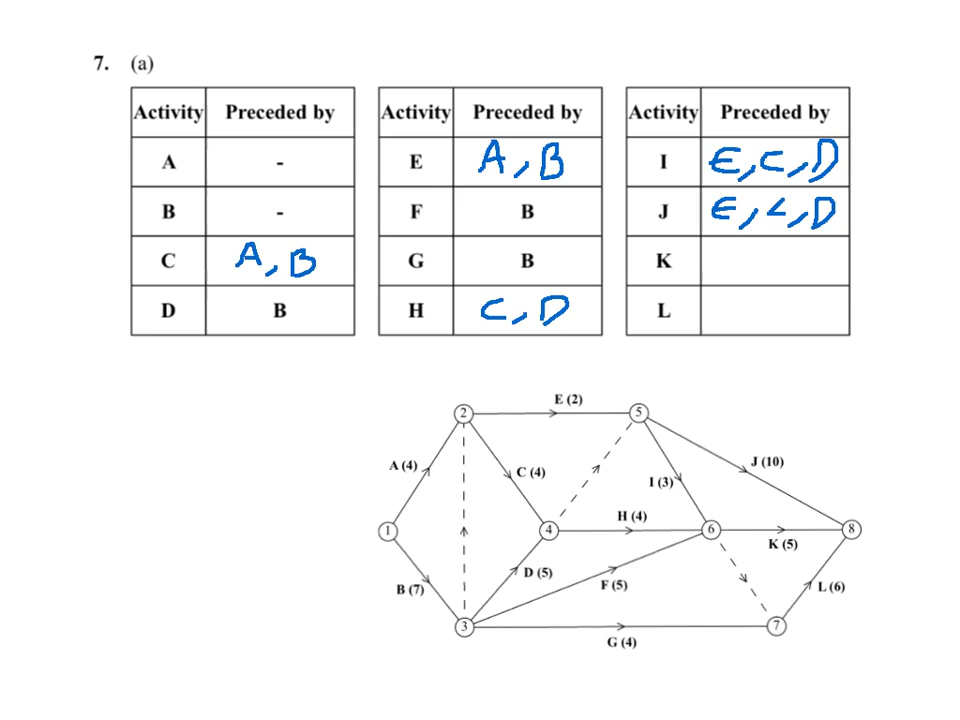 7. (a)
Activity Preceded by
A -
B -
C A, B
D B
Activity Preceded by
E A, B
F B
G B
H C, D
Activity Preceded by
I E, C, D
J E, C, D
K
L
E (2)
2 5
A (4) C (4) J (10)
I (3)
H (4)
1 4 6 8
K (5)
D (5)
B (7) F (5) L (6)
3 7
G (4)